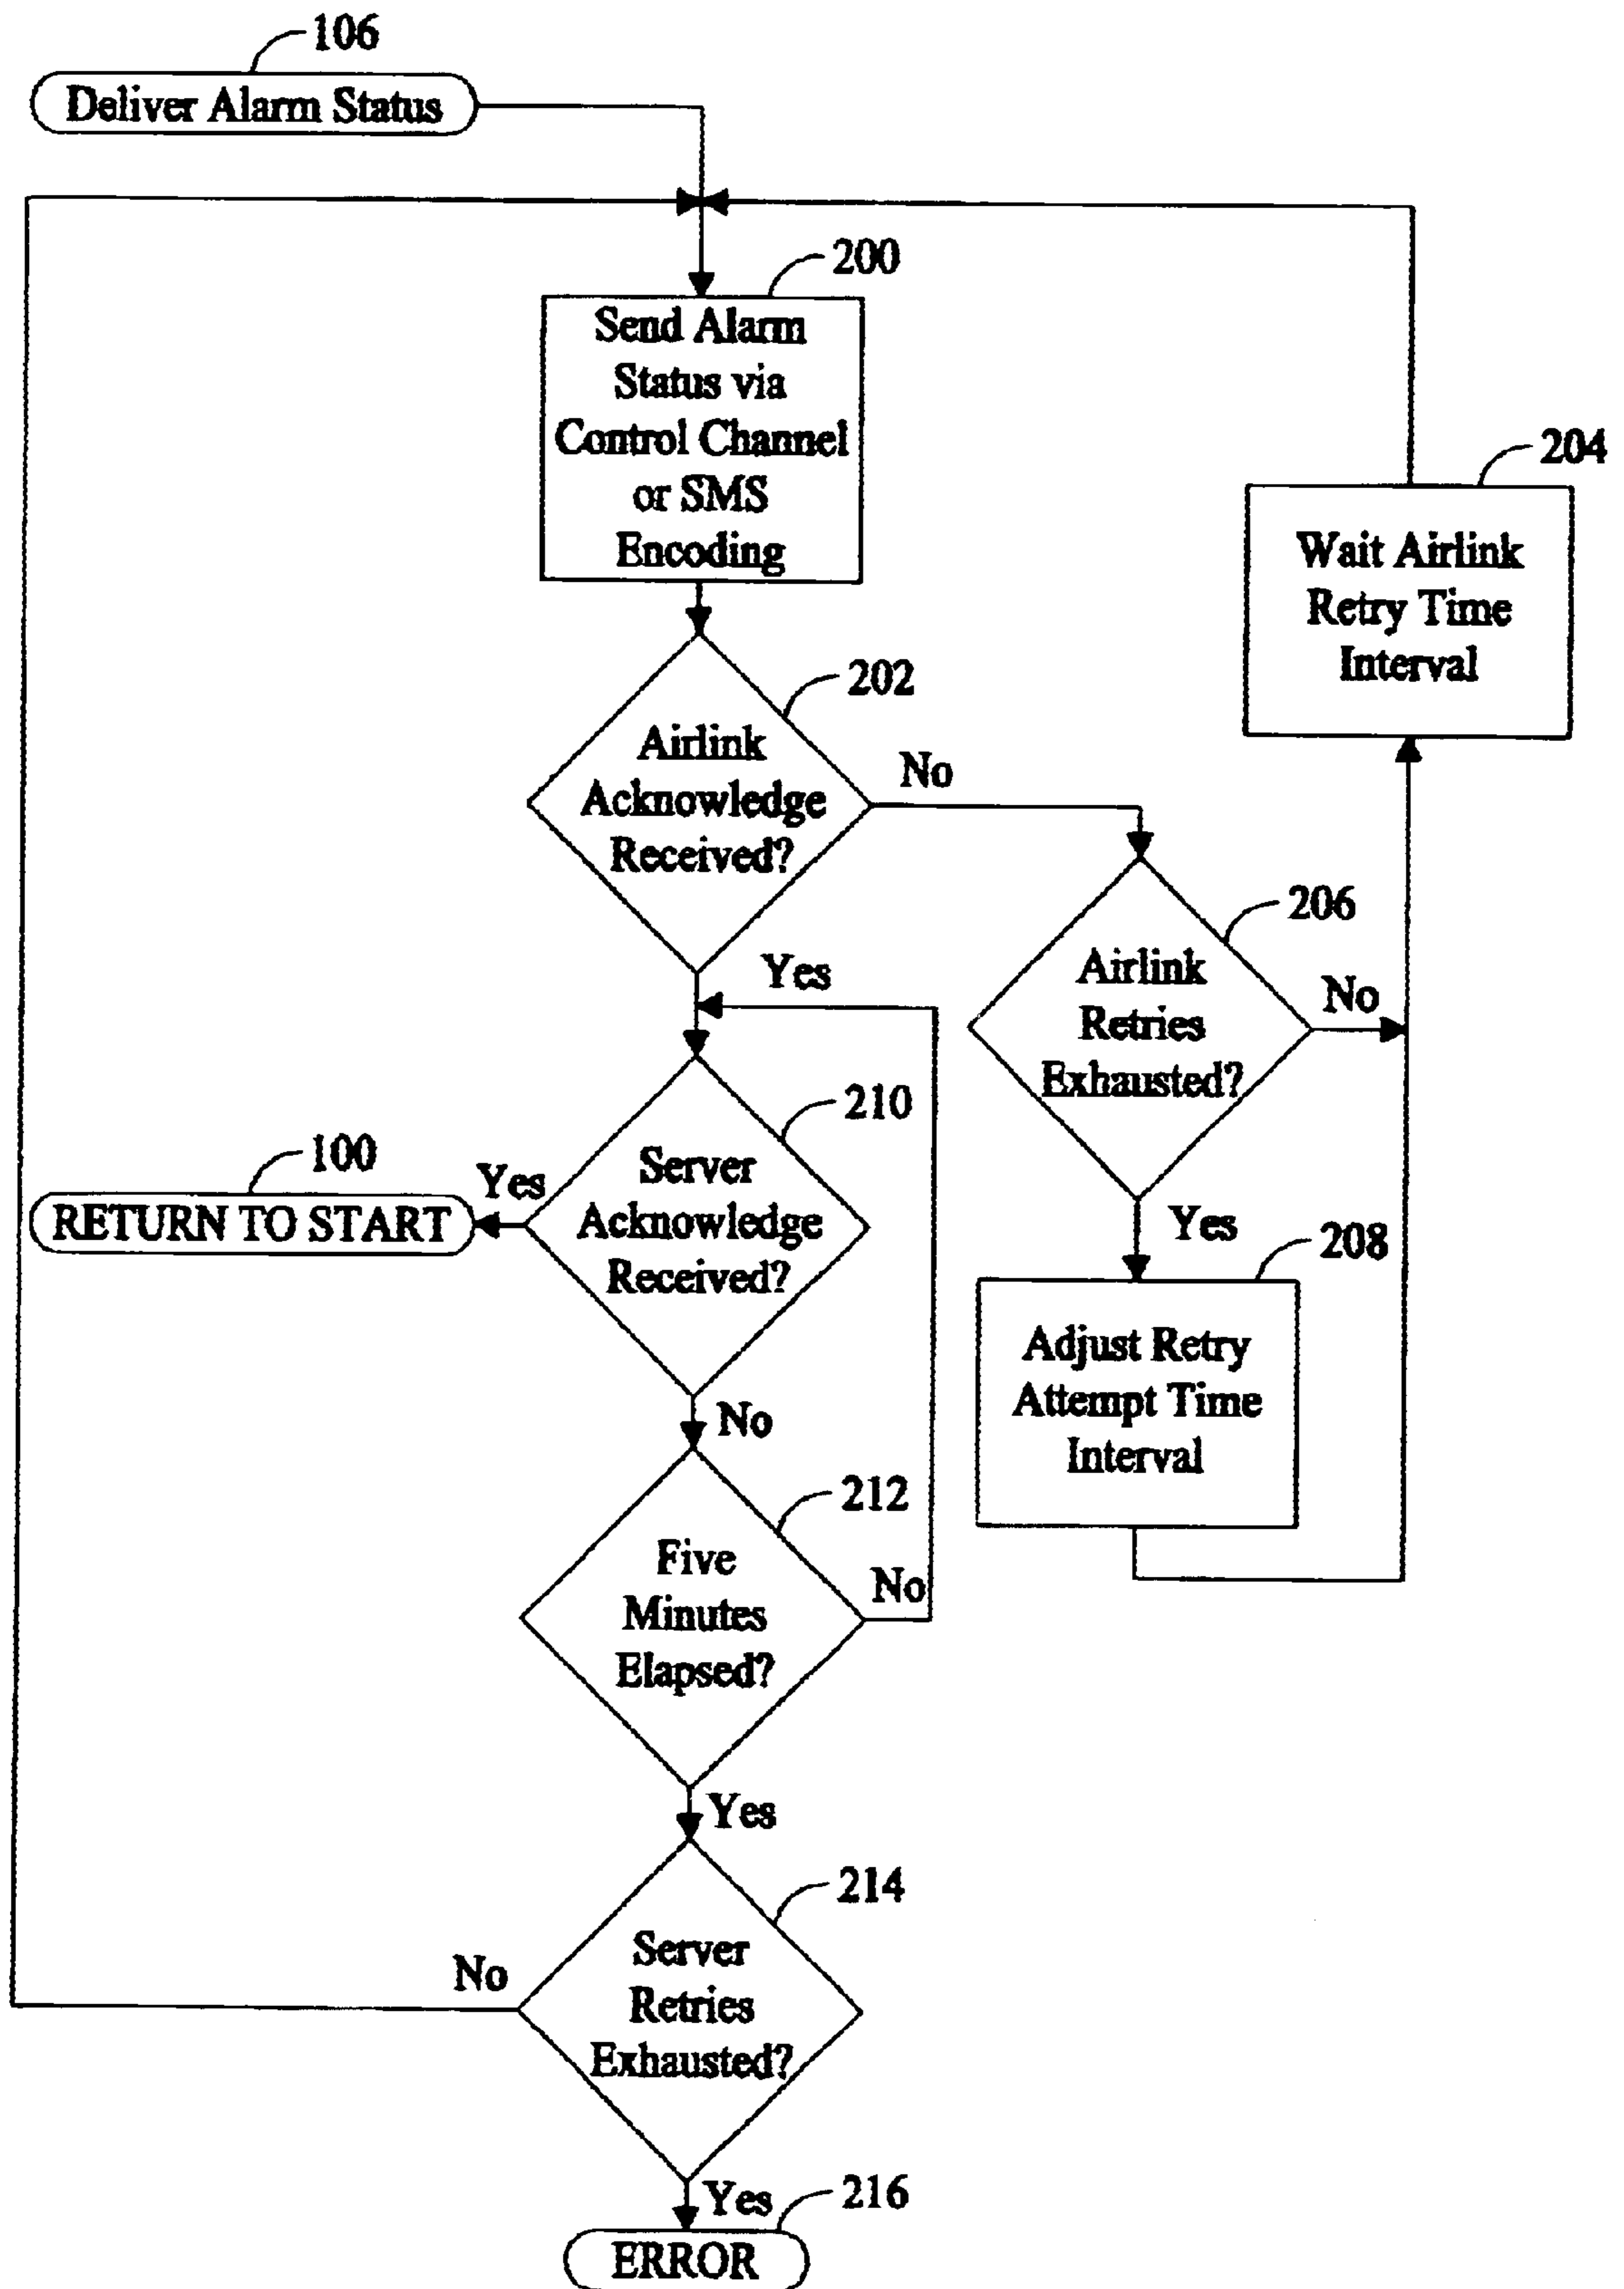 106
Deliver Alarm Status
200
Send Alarm
Status via
Control Channel
or SMS
Encoding
204
Wait Airlink
Retry Time
Interval
202
Airlink
Acknowledge
Received?
No
Yes
206
Airlink
Retries
Exhausted?
No
Yes
208
Adjust Retry
Attempt Time
Interval
210
Server
Acknowledge
Received?
Yes
100
RETURN TO START
No
212
Five
Minutes
Elapsed?
No
Yes
214
Server
Retries
Exhausted?
No
Yes
216
ERROR